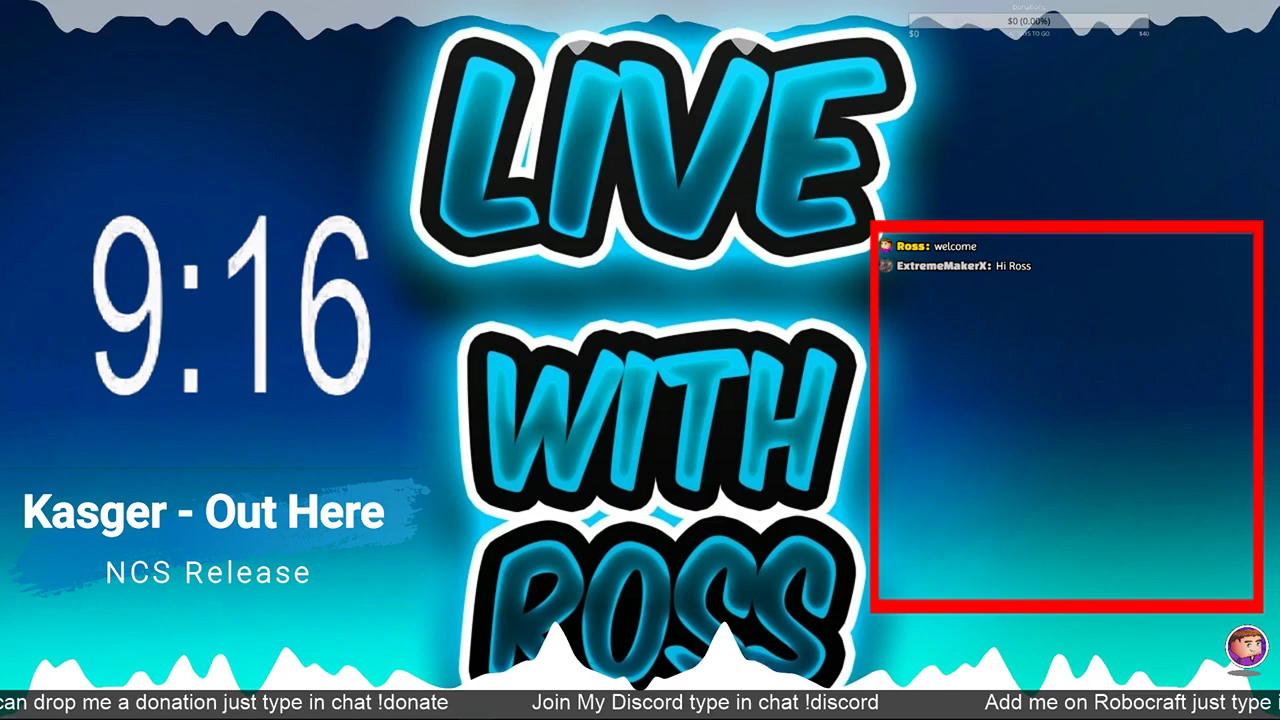 Donations
$0 (0.00%)
$0
$40
LIVE
WITH
ROSS
9:16
Ross: welcome
ExtremeMakerX: Hi Ross
Kasger - Out Here
NCS Release
can drop me a donation just type in chat !donate
Join My Discord type in chat !discord
Add me on Robocraft just type i